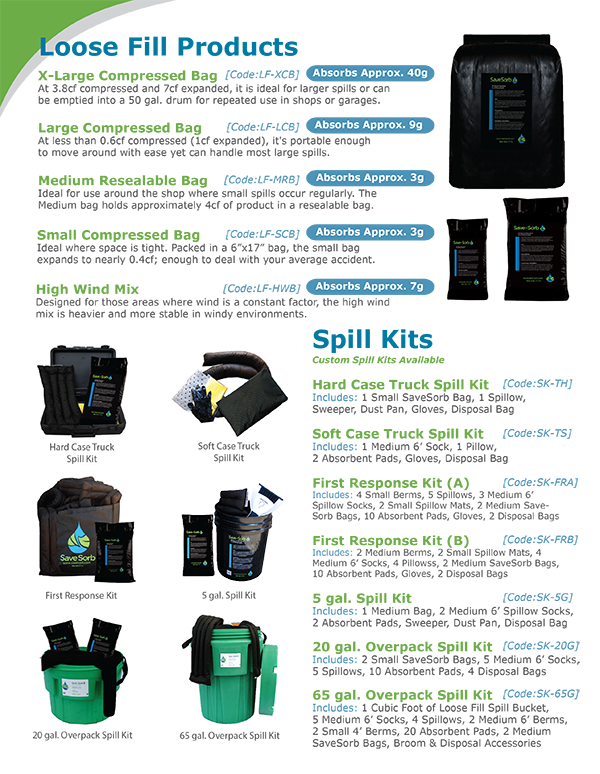 Loose Fill Products
X-Large Compressed Bag [Code:LF-XCB] Absorbs Approx. 40g
At 3.8cf compressed and 7cf expanded, it is ideal for larger spills or can
be emptied into a 50 gal. drum for repeated use in shops or garages.
Large Compressed Bag [Code:LF-LCB] Absorbs Approx. 9g
At less than 0.6cf compressed (1cf expanded), it's portable enough
to move around with ease yet can handle most large spills.
Medium Resealable Bag [Code:LF-MRB] Absorbs Approx. 3g
Ideal for use around the shop where small spills occur regularly. The
Medium bag holds approximately 4cf of product in a resealable bag.
Small Compressed Bag [Code:LF-SCB] Absorbs Approx. 3g
Ideal where space is tight. Packed in a 6”x17” bag, the small bag
expands to nearly 0.4cf; enough to deal with your average accident.
High Wind Mix [Code:LF-HWB] Absorbs Approx. 7g
Designed for those areas where wind is a constant factor, the high wind
mix is heavier and more stable in windy environments.
SaveSorb
Save-Sorb
Save-Sorb
Hard Case Truck
Spill Kit
Soft Case Truck
Spill Kit
SaveSorb
First Response Kit
5 gal. Spill Kit
20 gal. Overpack Spill Kit
65 gal. Overpack Spill Kit
Spill Kits
Custom Spill Kits Available
Hard Case Truck Spill Kit [Code:SK-TH]
Includes: 1 Small SaveSorb Bag, 1 Spillow,
Sweeper, Dust Pan, Gloves, Disposal Bag
Soft Case Truck Spill Kit [Code:SK-TS]
Includes: 1 Medium 6’ Sock, 1 Pillow,
2 Absorbent Pads, Gloves, Disposal Bag
First Response Kit (A) [Code:SK-FRA]
Includes: 4 Small Berms, 5 Spillows, 3 Medium 6’
Spillow Socks, 2 Small Spillow Mats, 2 Medium Save-
Sorb Bags, 10 Absorbent Pads, Gloves, 2 Disposal Bags
First Response Kit (B) [Code:SK-FRB]
Includes: 2 Medium Berms, 2 Small Spillow Mats, 4
Medium 6’ Socks, 4 Pillowss, 2 Medium SaveSorb Bags,
10 Absorbent Pads, Gloves, 2 Disposal Bags
5 gal. Spill Kit [Code:SK-5G]
Includes: 1 Medium Bag, 2 Medium 6’ Spillow Socks,
2 Absorbent Pads, Sweeper, Dust Pan, Disposal Bag
20 gal. Overpack Spill Kit [Code:SK-20G]
Includes: 2 Small SaveSorb Bags, 5 Medium 6’ Socks,
5 Spillows, 10 Absorbent Pads, 4 Disposal Bags
65 gal. Overpack Spill Kit [Code:SK-65G]
Includes: 1 Cubic Foot of Loose Fill Spill Bucket,
5 Medium 6’ Socks, 4 Spillows, 2 Medium 6’ Berms,
2 Small 4’ Berms, 20 Absorbent Pads, 2 Medium
SaveSorb Bags, Broom & Disposal Accessories